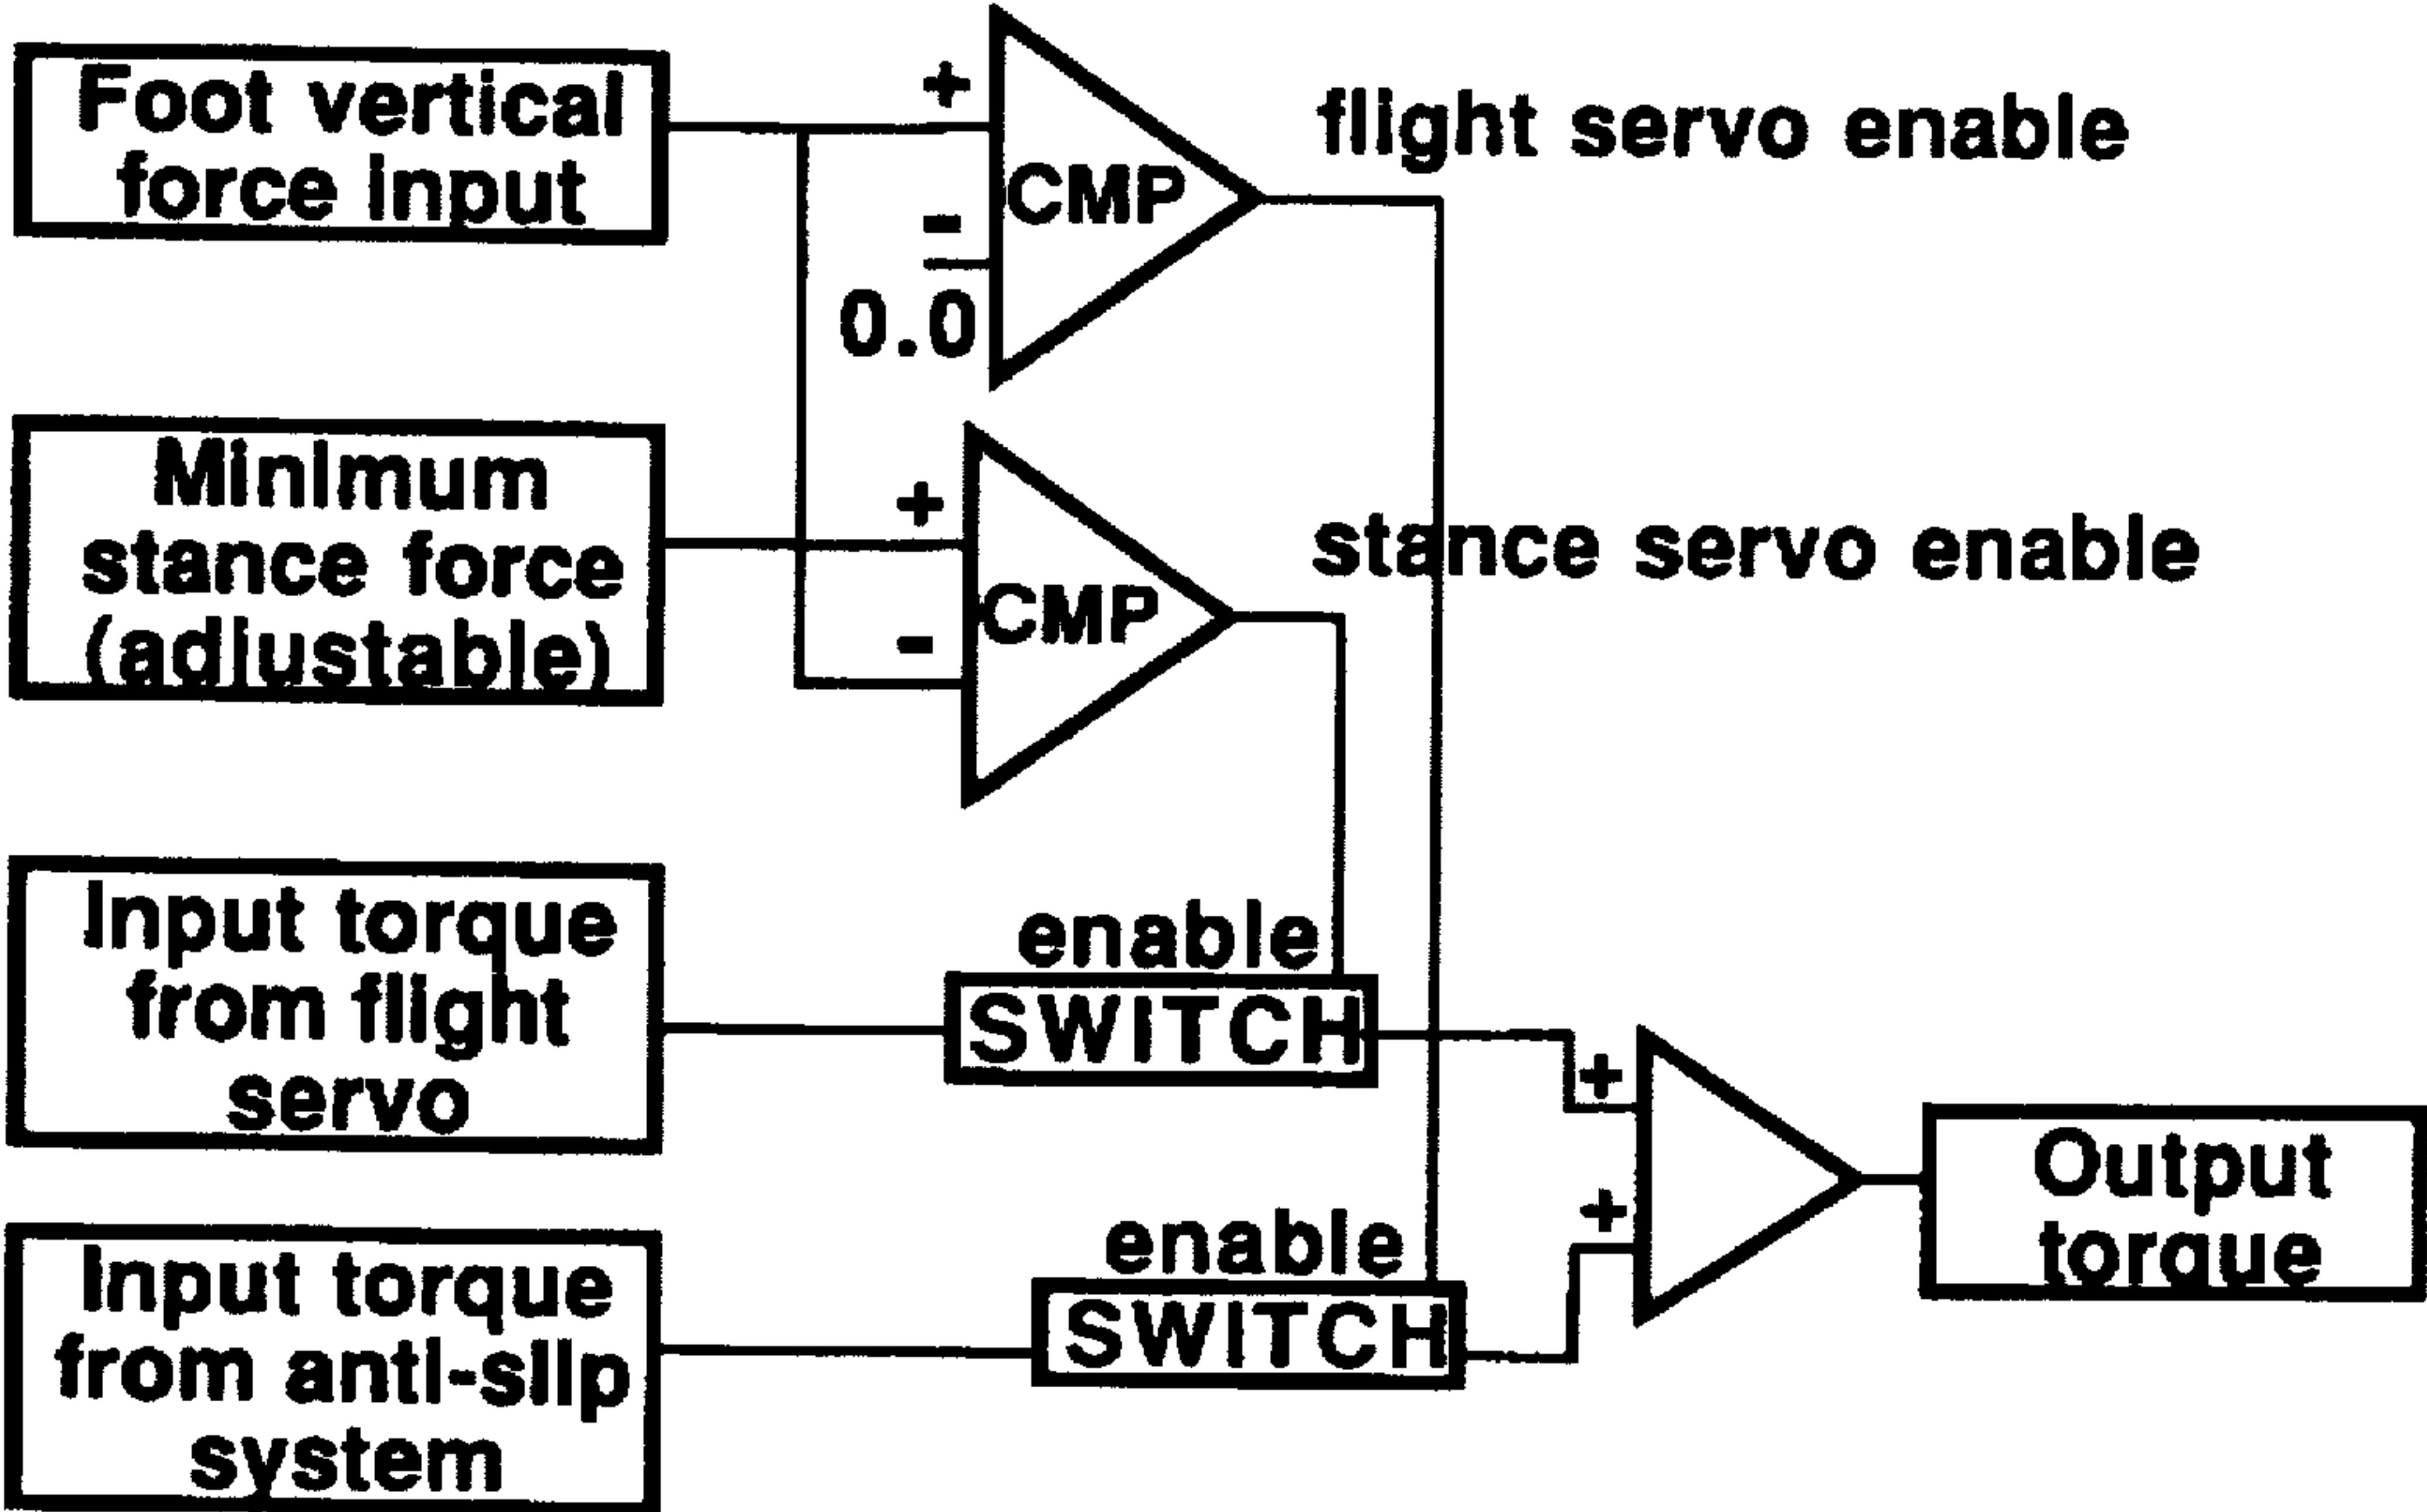 Foot vertical
force input
+
CMP
-
0.0
flight servo enable
Minimum
stance force
(adjustable)
+
CMP
-
stance servo enable
Input torque
from flight
servo
enable
SWITCH
+
Input torque
from anti-slip
system
enable
SWITCH
+
Output
torque